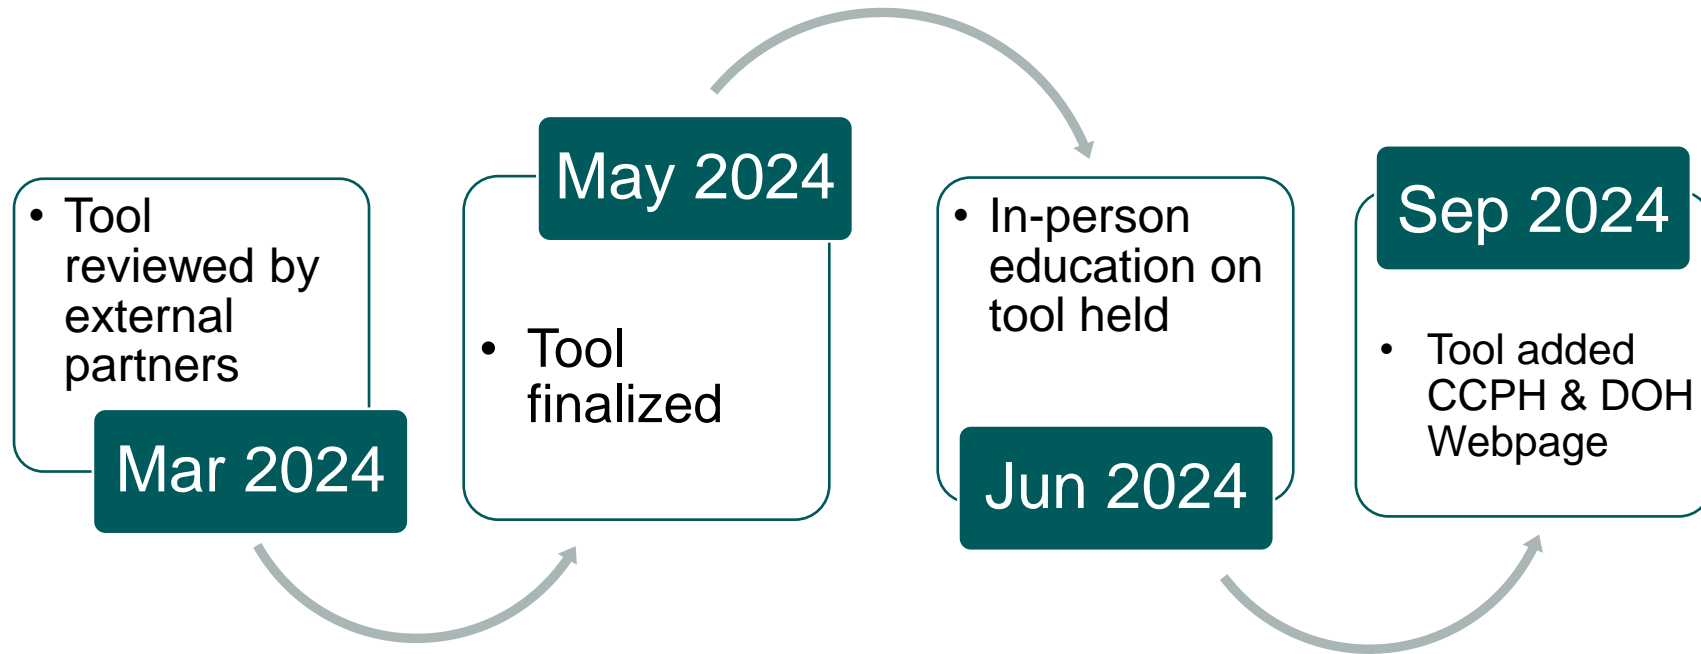 • Tool
reviewed by
external
partners
Mar 2024
May 2024
• Tool
finalized
• In-person
education on
tool held
Jun 2024
Sep 2024
• Tool added
CCPH & DOH
Webpage